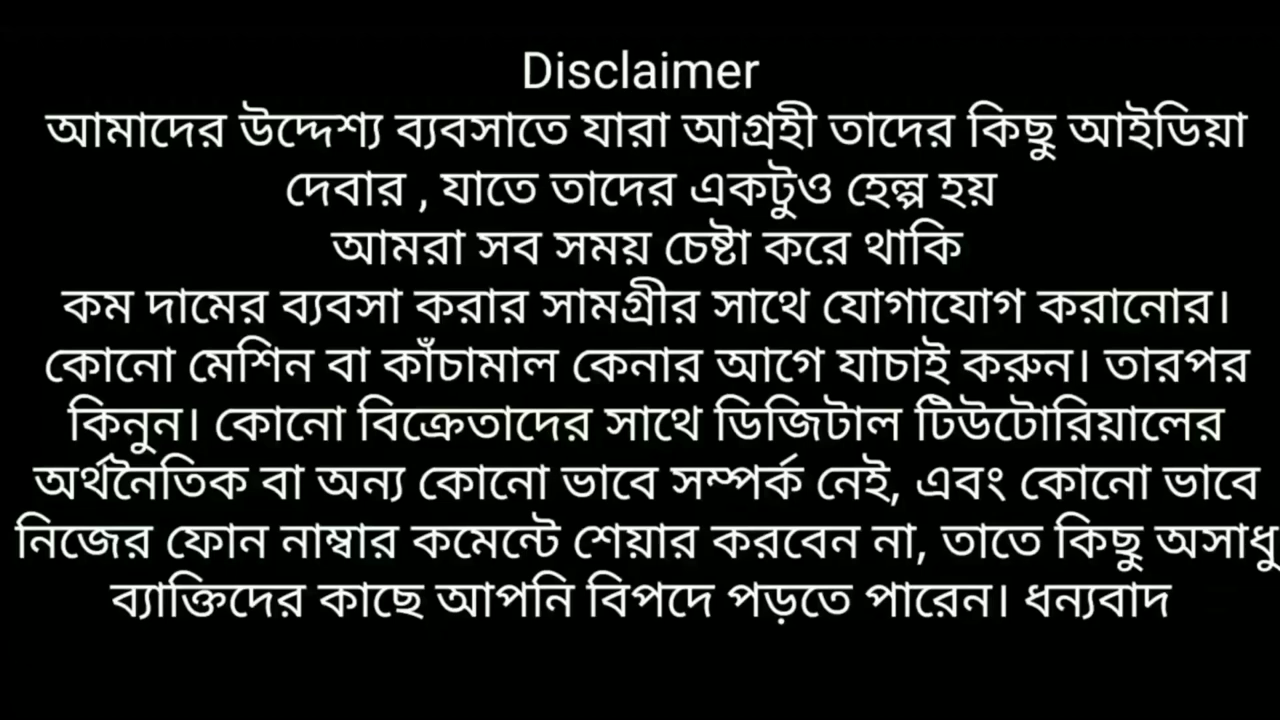 Disclaimer
আমাদের উদ্দেশ্য ব্যবসাতে যারা আগ্রহী তাদের কিছু আইডিয়া
দেবার , যাতে তাদের একটুও হেল্প হয়
আমরা সব সময় চেষ্টা করে থাকি
কম দামের ব্যবসা করার সামগ্রীর সাথে যোগাযোগ করানোর।
কোনো মেশিন বা কাঁচামাল কেনার আগে যাচাই করুন। তারপর
কিনুন। কোনো বিক্রেতাদের সাথে ডিজিটাল টিউটোরিয়ালের
অর্থনৈতিক বা অন্য কোনো ভাবে সম্পর্ক নেই, এবং কোনো ভাবে
নিজের ফোন নাম্বার কমেন্টে শেয়ার করবেন না, তাতে কিছু অসাধু
ব্যাক্তিদের কাছে আপনি বিপদে পড়তে পারেন। ধন্যবাদ